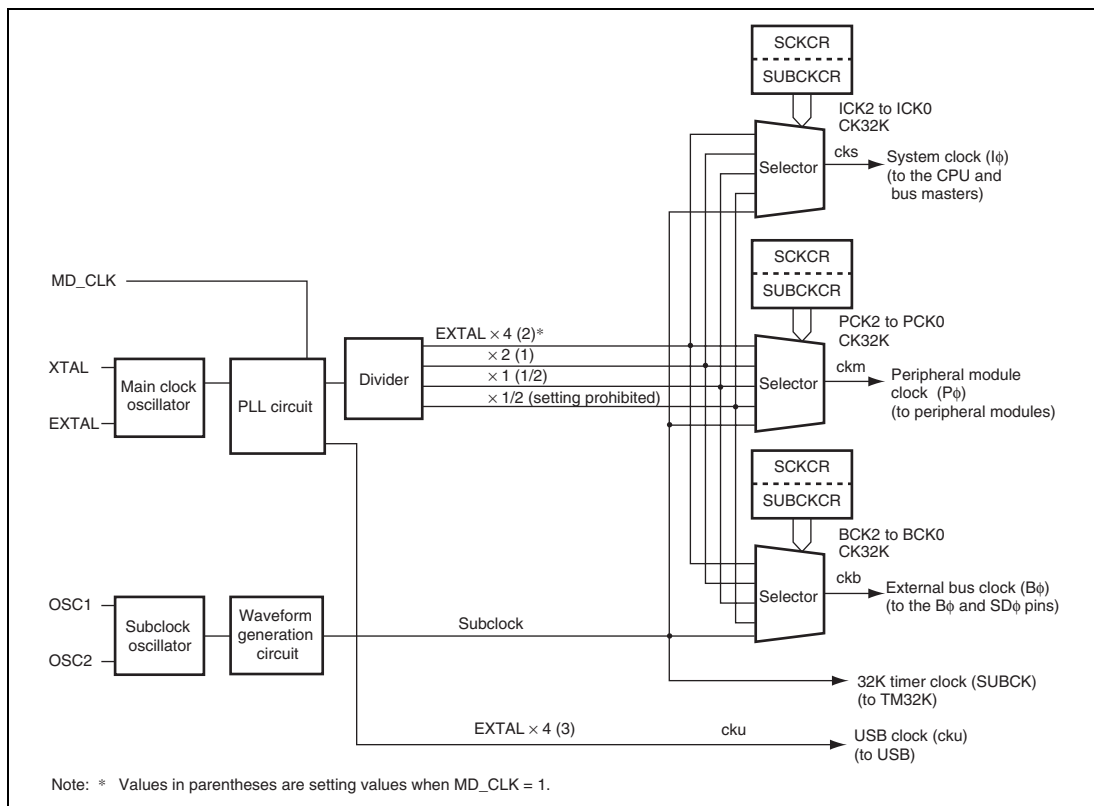 SCKCR
SUBCKCR
ICK2 to ICK0
CK32K
Selector
cks
System clock (Iϕ)
(to the CPU and
bus masters)
SCKCR
SUBCKCR
MD_CLK
PCK2 to PCK0
CK32K
EXTAL × 4 (2)*
× 2 (1)
× 1 (1/2)
× 1/2 (setting prohibited)
XTAL
EXTAL
Main clock
oscillator
PLL circuit
Divider
Selector
ckm
Peripheral module
clock (Pϕ)
(to peripheral modules)
SCKCR
SUBCKCR
BCK2 to BCK0
CK32K
Selector
ckb
External bus clock (Bϕ)
(to the Bϕ and SDϕ pins)
OSC1
OSC2
Subclock
oscillator
Waveform
generation
circuit
Subclock
32K timer clock (SUBCK)
(to TM32K)
EXTAL × 4 (3)
cku
USB clock (cku)
(to USB)
Note: * Values in parentheses are setting values when MD_CLK = 1.